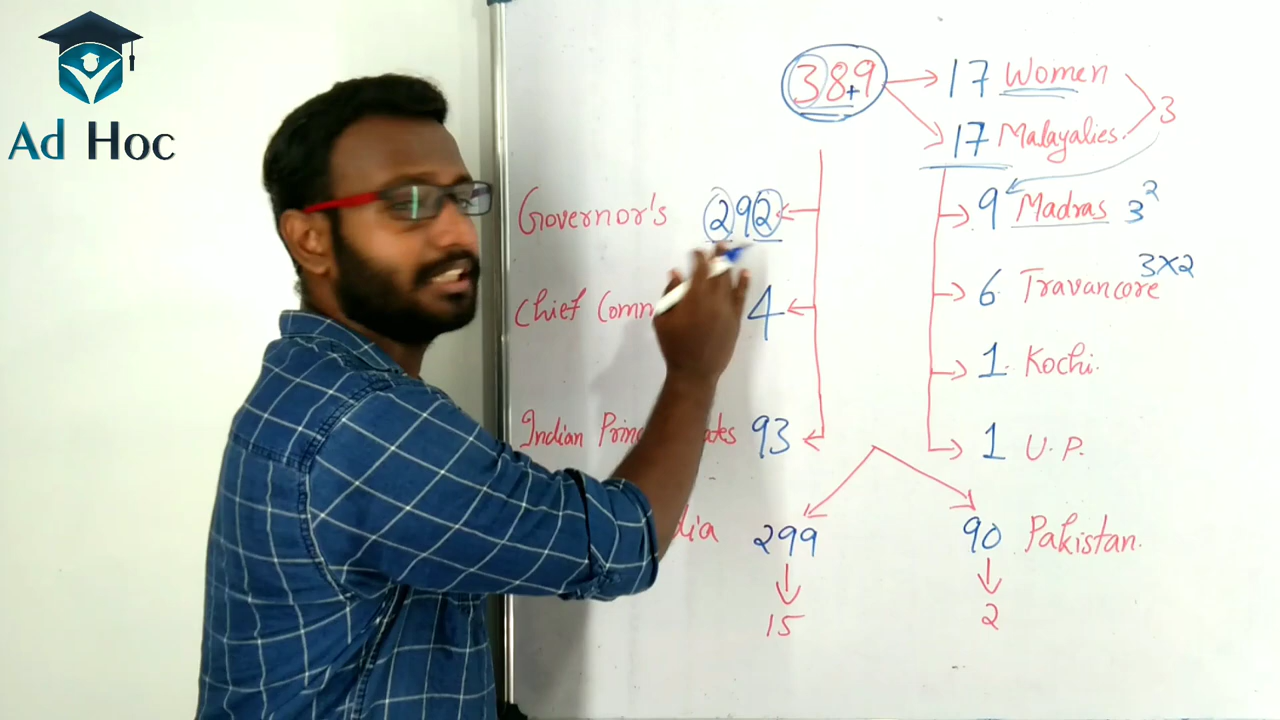 Ad Hoc
389
+
17 Women
17 Malayalies.
3
Governor's 292
Chief 4
Indian 93
9 Madras 3²
6 Travancore 3X2
1 Kochi.
1 U.P.
299
15
90 Pakistan.
2